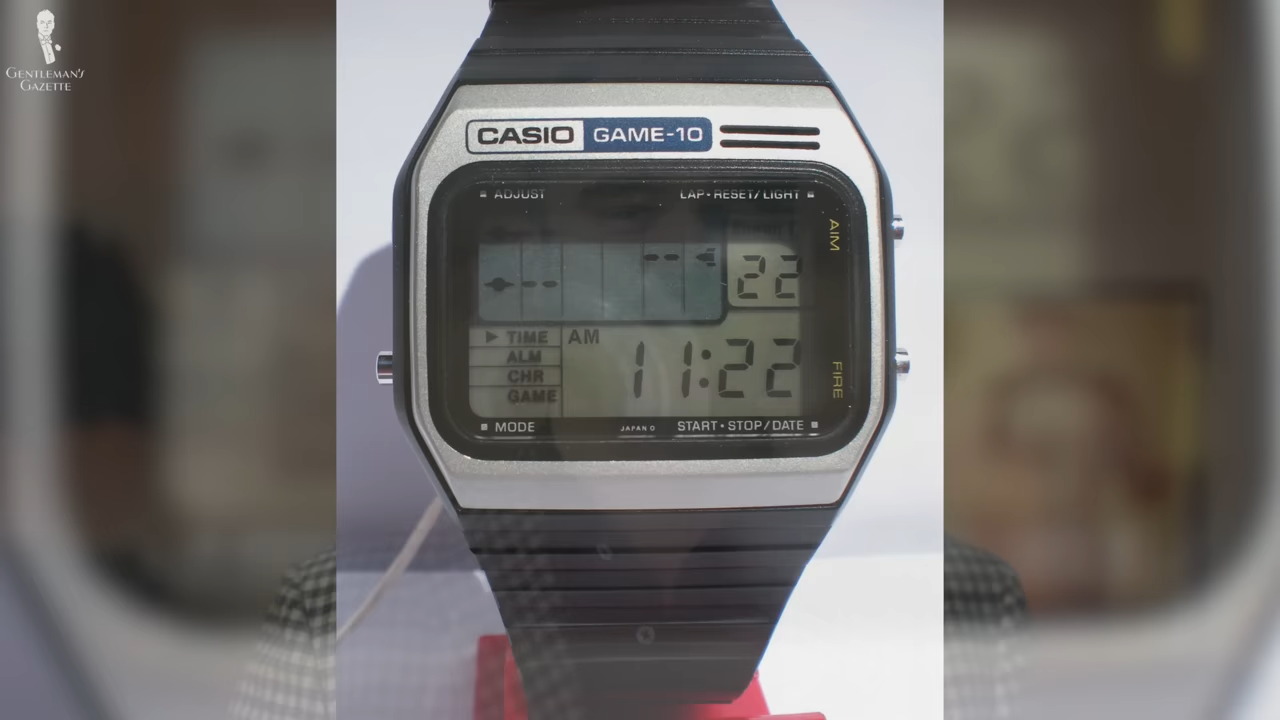 GENTLEMAN'S
GAZETTE
CASIO GAME-10
ADJUST LAP•RESET/LIGHT
AIM
22
TIME AM
ALM
CHR
GAME
11:22
FIRE
MODE JAPAN O START•STOP/DATE